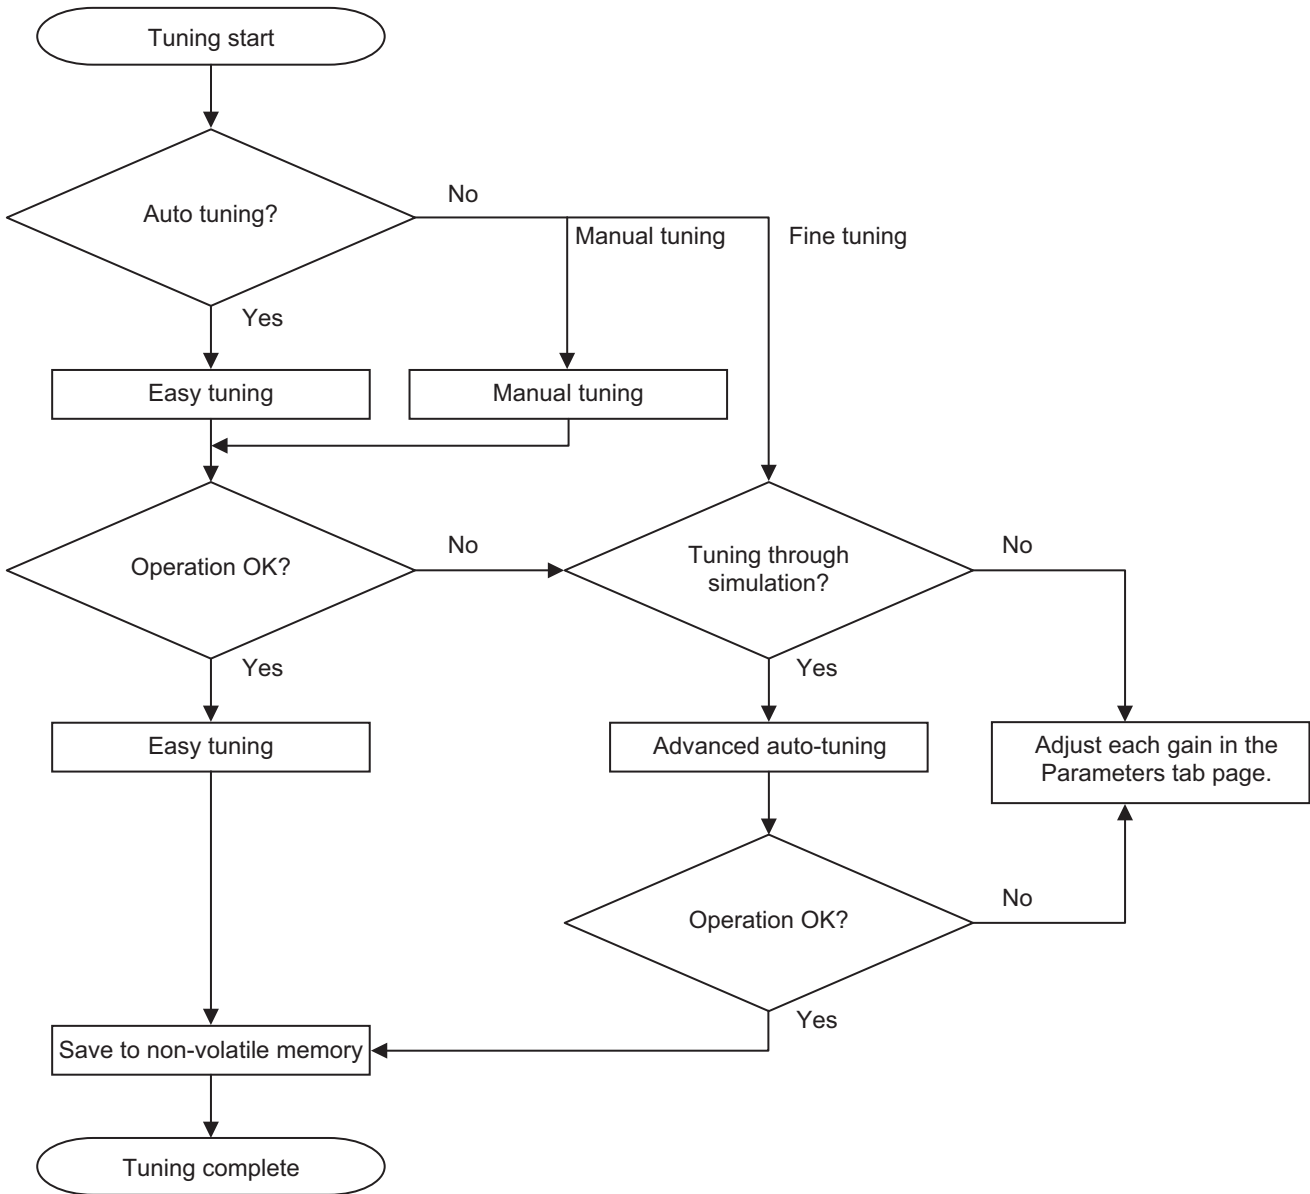 Tuning start
Auto tuning?
No
Manual tuning
Fine tuning
Yes
Easy tuning
Manual tuning
Operation OK?
No
Tuning through
simulation?
No
Yes
Yes
Easy tuning
Advanced auto-tuning
Adjust each gain in the
Parameters tab page.
Operation OK?
No
Yes
Save to non-volatile memory
Tuning complete